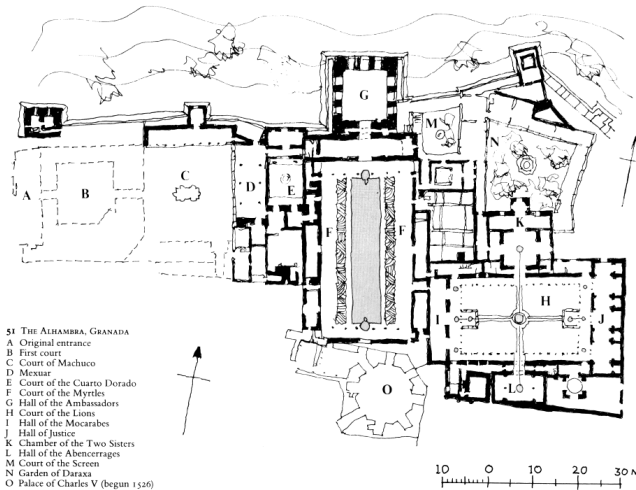 G
M
N
A
B
C
D
E
F
F
K
I
H
J
L
O
51 THE ALHAMBRA, GRANADA
A Original entrance
B First court
C Court of Machuco
D Mexuar
E Court of the Cuarto Dorado
F Court of the Myrtles
G Hall of the Ambassadors
H Court of the Lions
I Hall of the Mocarabes
J Hall of Justice
K Chamber of the Two Sisters
L Hall of the Abencerrages
M Court of the Screen
N Garden of Daraxa
O Palace of Charles V (begun 1526)
10 0 10 20 30